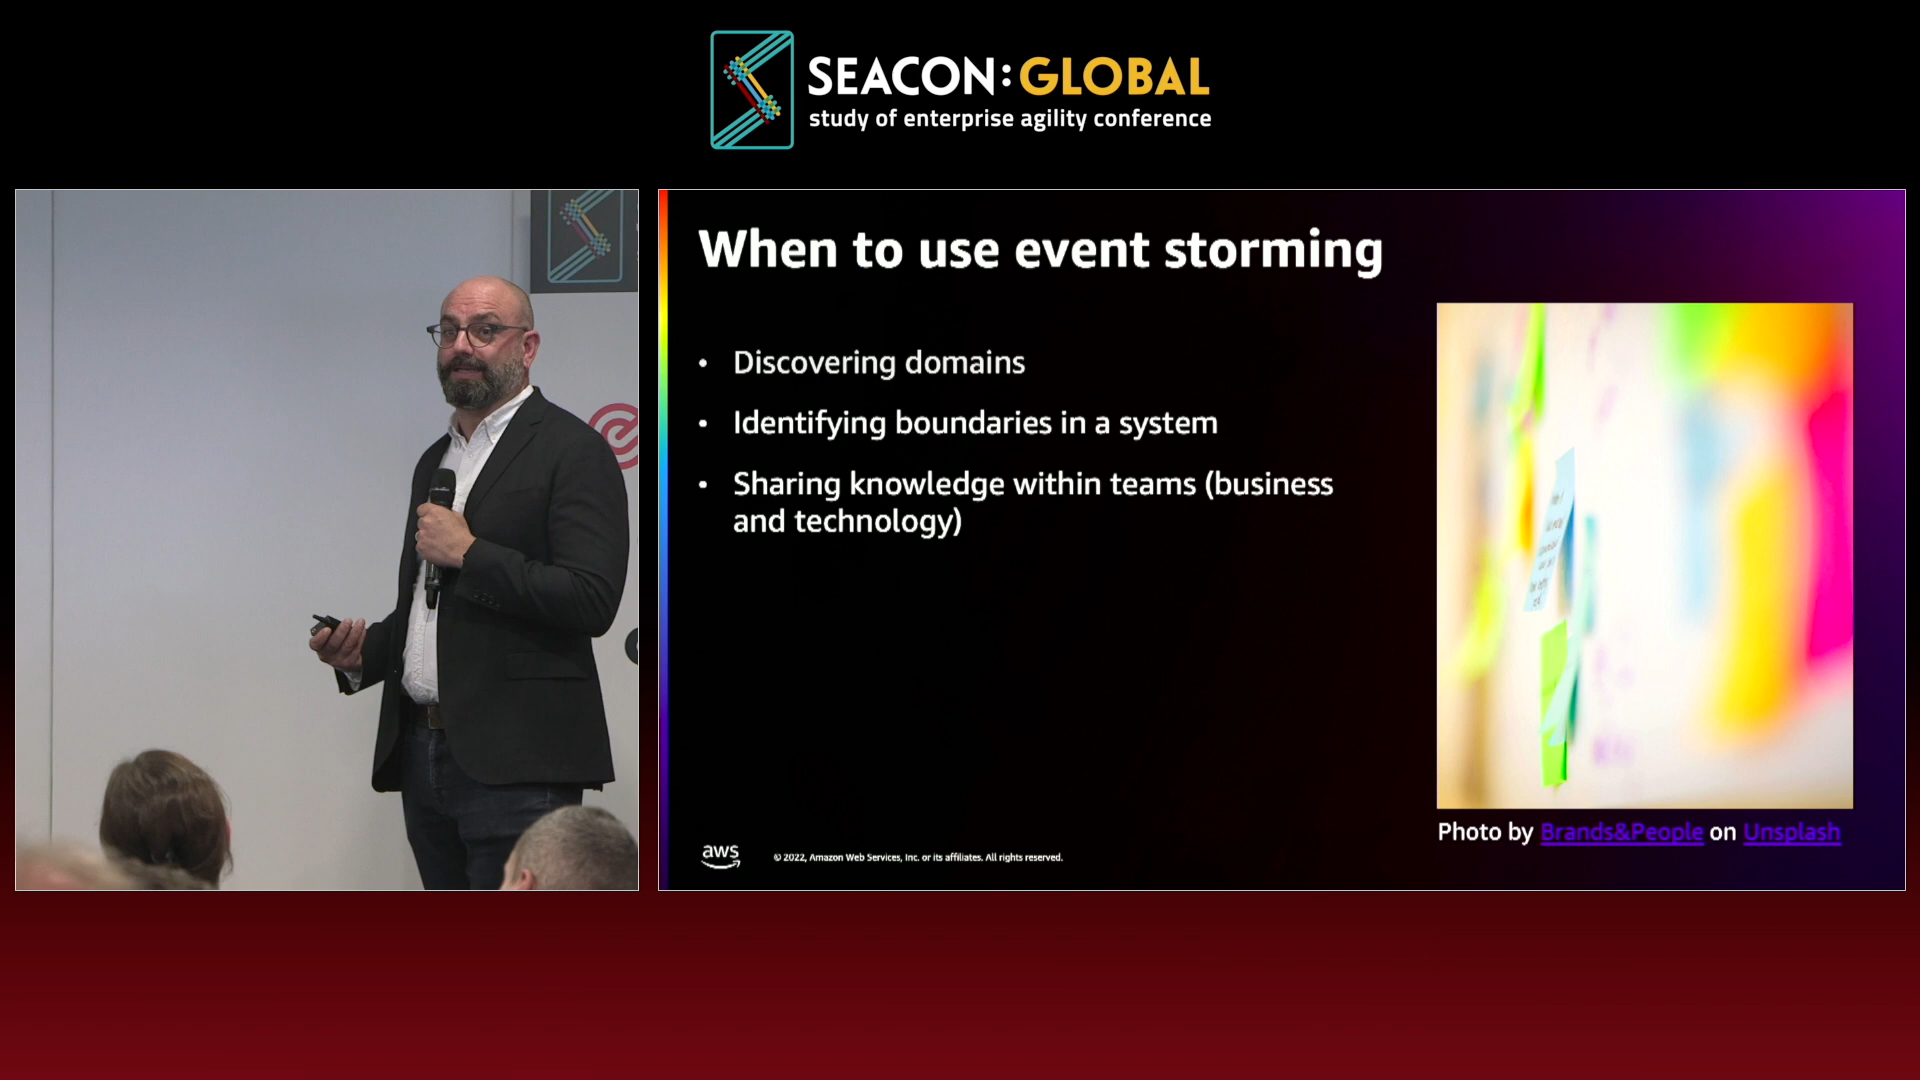 SEACON:GLOBAL
study of enterprise agility conference
When to use event storming
• Discovering domains
• Identifying boundaries in a system
• Sharing knowledge within teams (business
and technology)
Photo by Brands&People on Unsplash
aws
© 2022, Amazon Web Services, Inc. or its affiliates. All rights reserved.